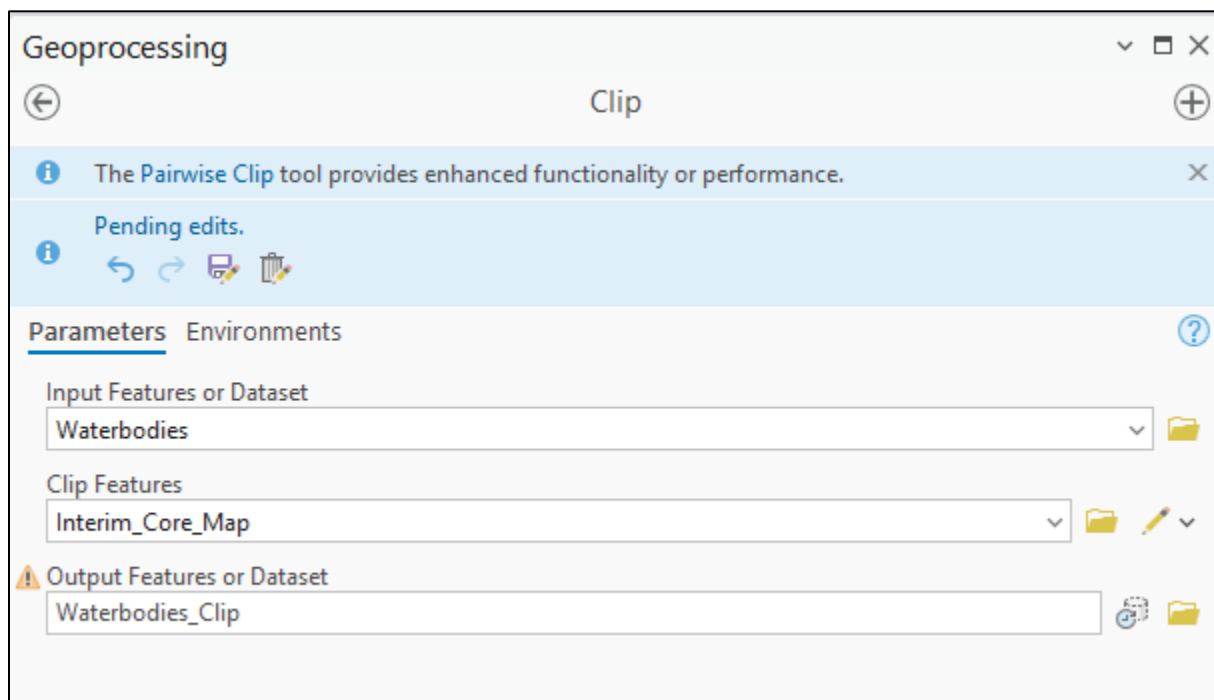 Geoprocessing
Clip
The Pairwise Clip tool provides enhanced functionality or performance.
Pending edits.
Parameters Environments
Input Features or Dataset
Waterbodies
Clip Features
Interim_Core_Map
Output Features or Dataset
Waterbodies_Clip